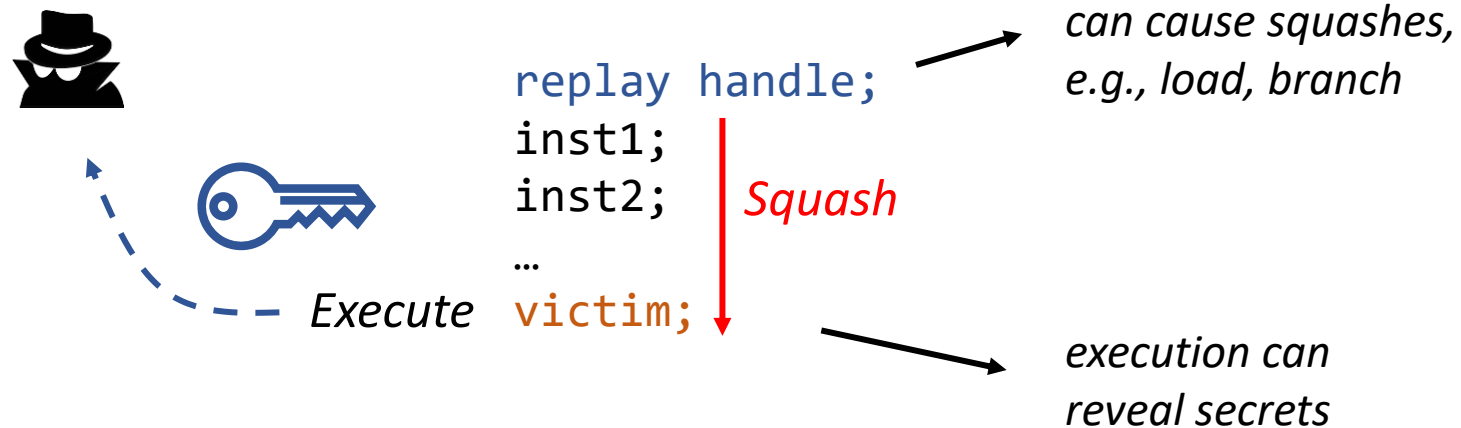 can cause squashes,
e.g., load, branch
replay handle;
inst1;
inst2;
Squash
…
Execute victim;
execution can
reveal secrets